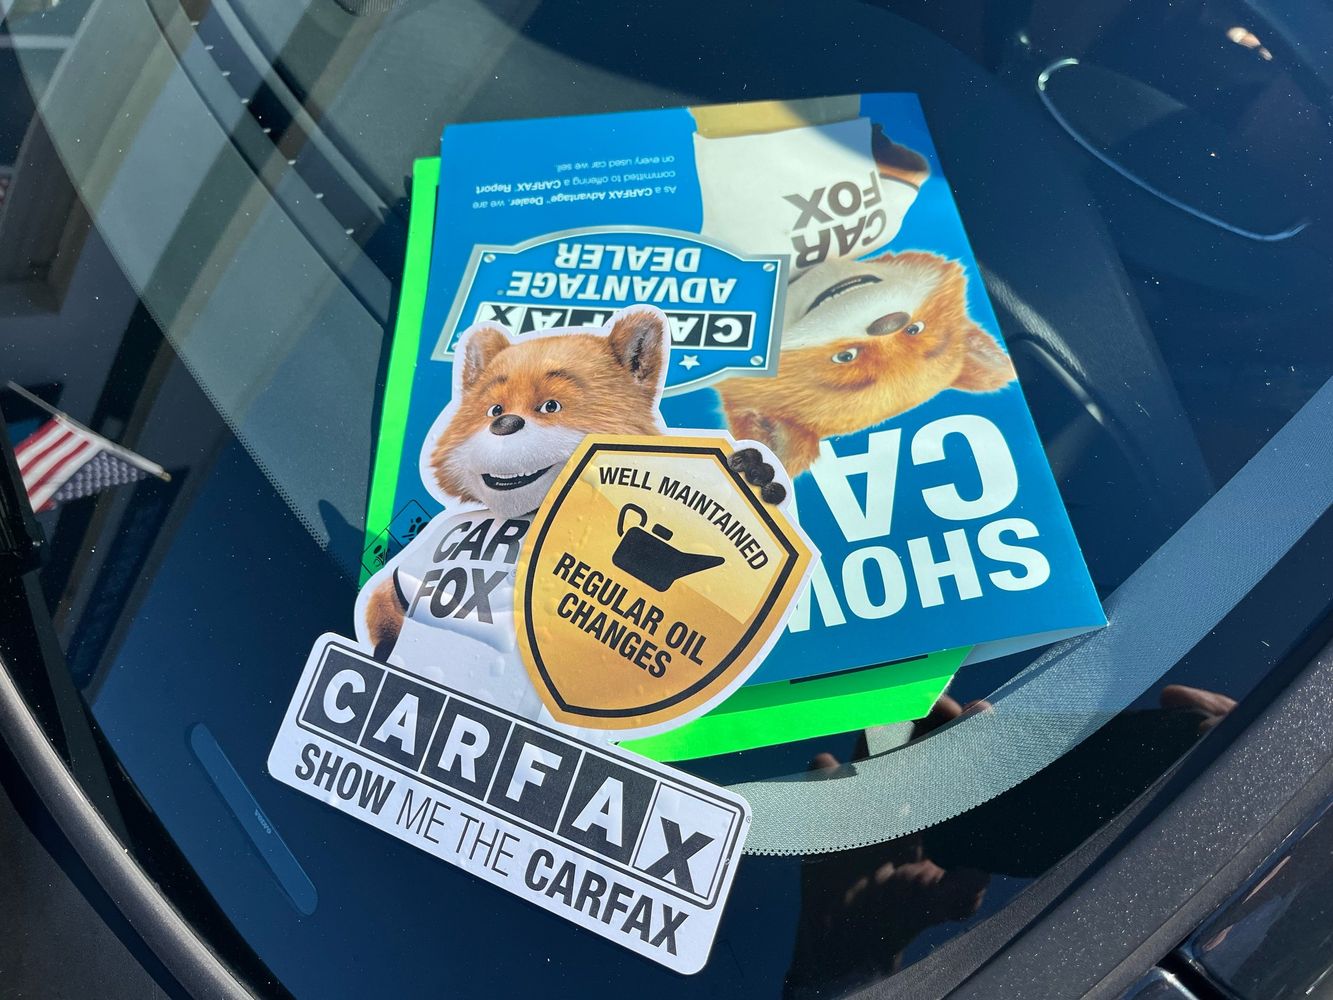 As a CARFAX Advantage™ Dealer, we are
committed to offering a CARFAX Report
on every used car we sell.
CAR
FOX
CARFAX
ADVANTAGE®
DEALER
SHOW
CA
WELL MAINTAINED
REGULAR OIL
CHANGES
CAR
FOX
CARFAX
SHOW ME THE CARFAX